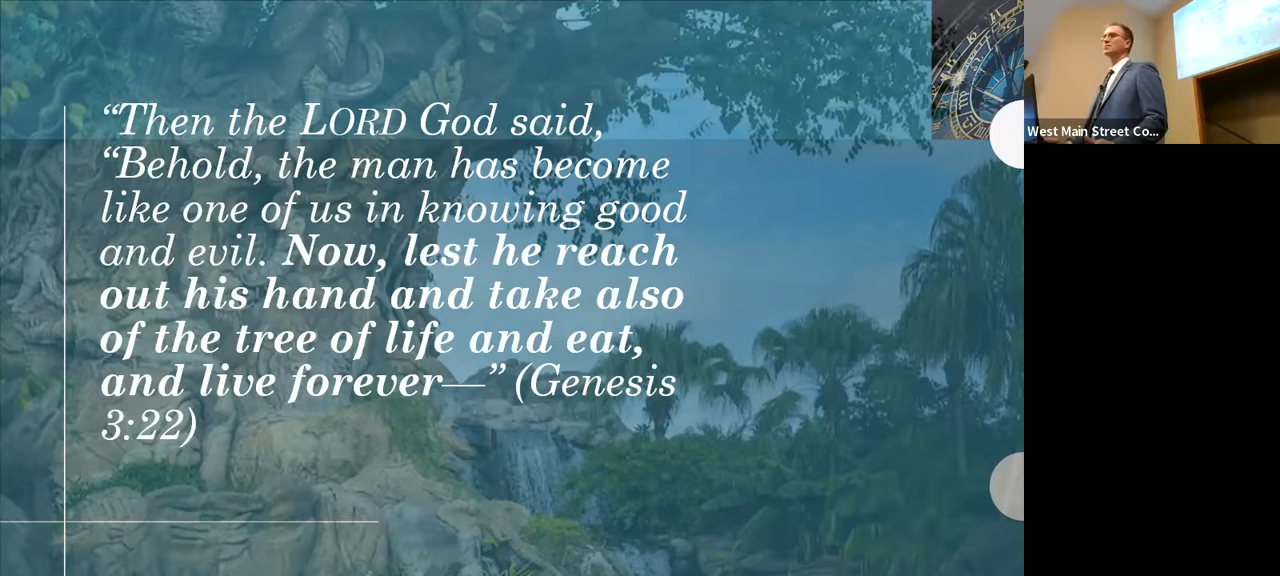 “Then the LORD God said,
“Behold, the man has become
like one of us in knowing good
and evil. Now, lest he reach
out his hand and take also
of the tree of life and eat,
and live forever—” (Genesis
3:22)
West Main Street Co...